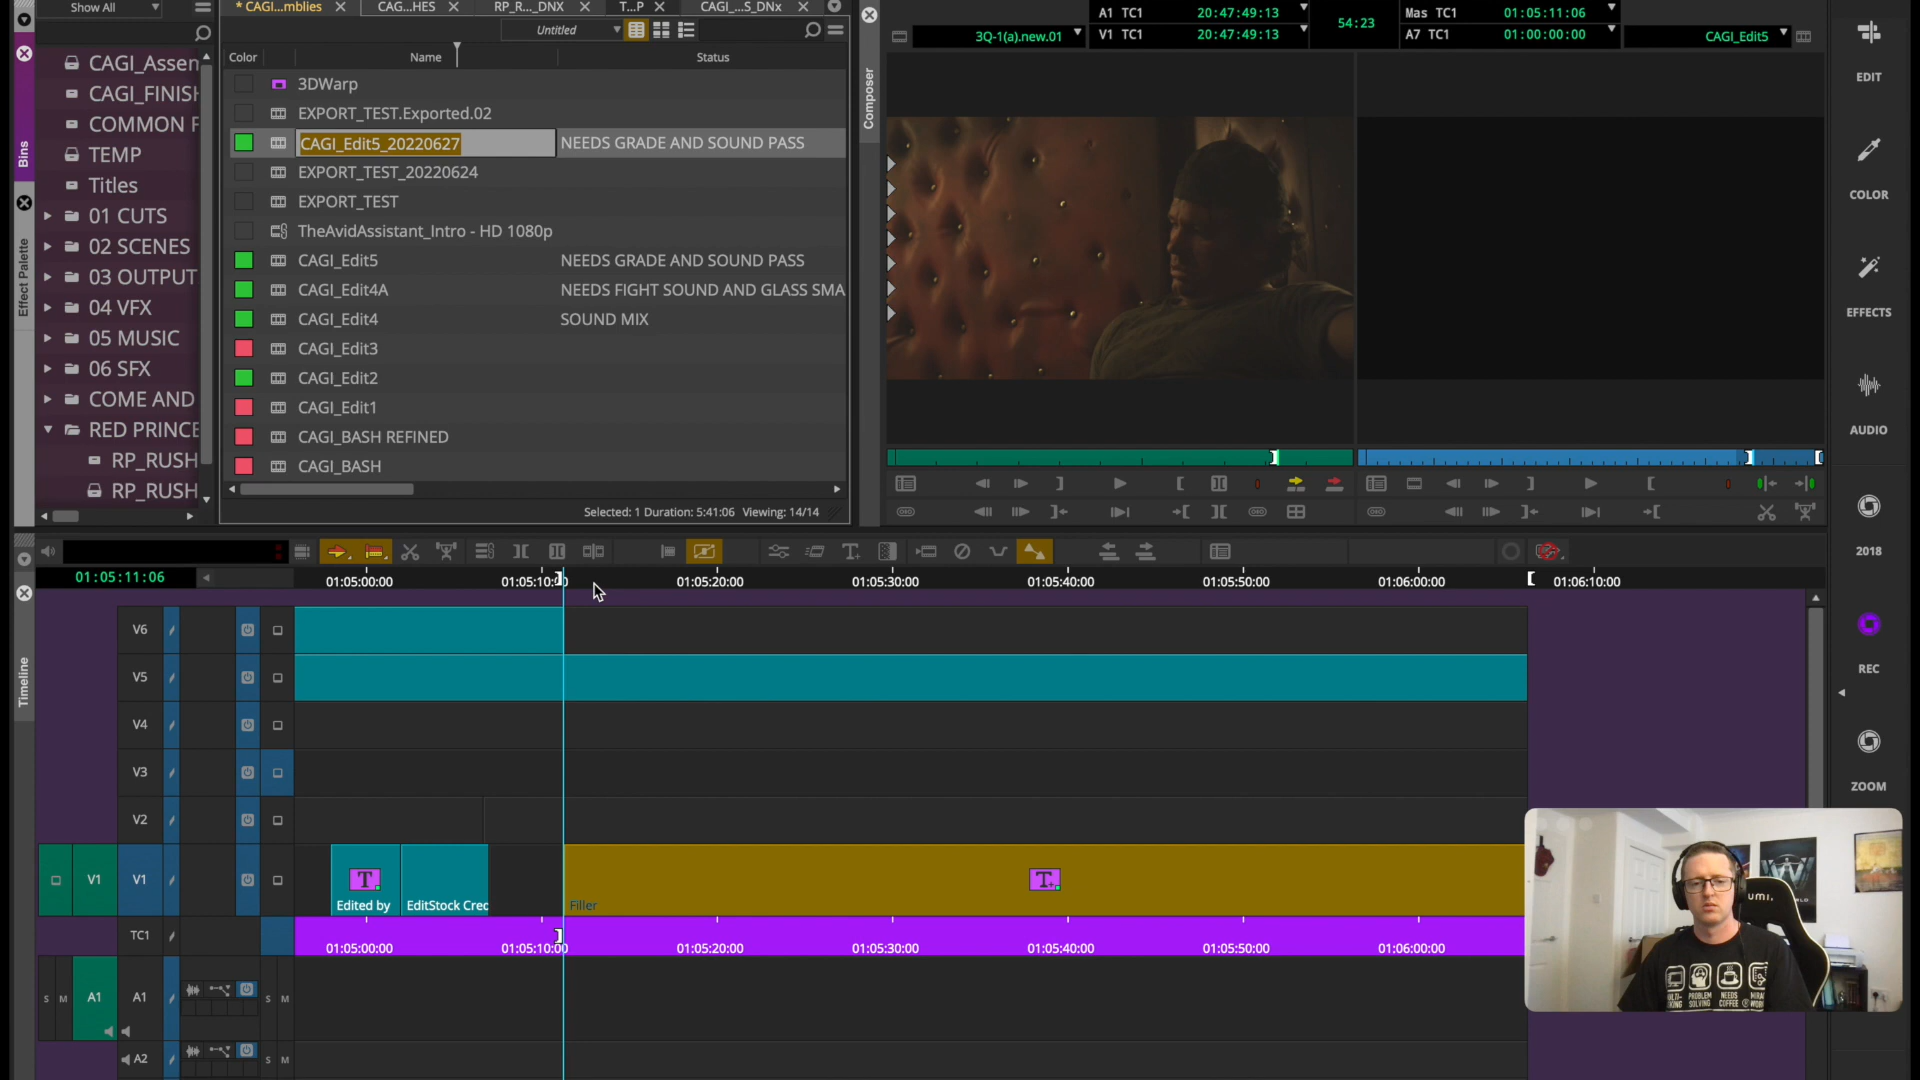 Show All
* CAGI...mblies
CAG...HES
RP_R..._DNX
T...P
CAGI_...S_DNx
Untitled
Color
Name
Status
3DWarp
EXPORT_TEST.Exported.02
CAGI_Edit5_20220627
NEEDS GRADE AND SOUND PASS
EXPORT_TEST_20220624
EXPORT_TEST
TheAvidAssistant_Intro - HD 1080p
CAGI_Edit5
NEEDS GRADE AND SOUND PASS
CAGI_Edit4A
NEEDS FIGHT SOUND AND GLASS SMA
CAGI_Edit4
SOUND MIX
CAGI_Edit3
CAGI_Edit2
CAGI_Edit1
CAGI_BASH REFINED
CAGI_BASH
Selected: 1 Duration: 5:41:06 Viewing: 14/14
Bins
Effect Palette
CAGI_Assen
CAGI_FINISH
COMMON F
TEMP
Titles
01 CUTS
02 SCENES
03 OUTPUT
04 VFX
05 MUSIC
06 SFX
COME AND
RED PRINCE
RP_RUSH
RP_RUSH
Composer
3Q-1(a).new.01
A1 TC1
20:47:49:13
V1 TC1
20:47:49:13
54:23
Mas TC1
01:05:11:06
A7 TC1
01:00:00:00
CAGI_Edit5
EDIT
COLOR
EFFECTS
AUDIO
2018
REC
ZOOM
Timeline
01:05:11:06
01:05:00:00
01:05:10:00
01:05:20:00
01:05:30:00
01:05:40:00
01:05:50:00
01:06:00:00
01:06:10:00
V6
V5
V4
V3
V2
V1
V1
T
Edited by
EditStock Crec
Filler
T+
TC1
01:05:00:00
01:05:10:00
01:05:20:00
01:05:30:00
01:05:40:00
01:05:50:00
01:06:00:00
S M
A1
A1
S M
A2
S M
UMI.
PROBLEM
SOLVING
NEEDS
COFFEE